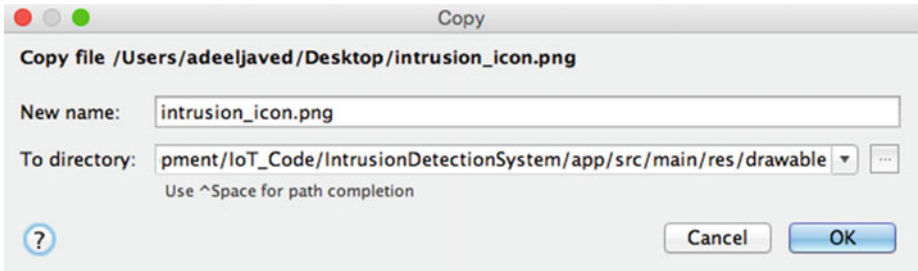 Copy
Copy file /Users/adeeljaved/Desktop/intrusion_icon.png
New name: intrusion_icon.png
To directory: pment/IoT_Code/IntrusionDetectionSystem/app/src/main/res/drawable ...
Use ^Space for path completion
? Cancel OK